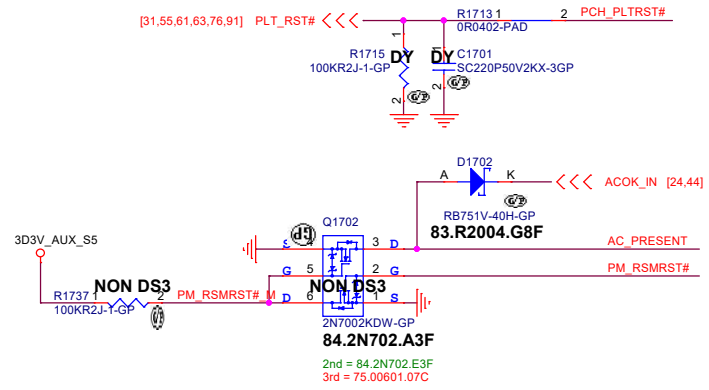 [31,55,61,63,76,91] PLT_RST#
R1713 1 2 PCH_PLTRST#
0R0402-PAD
1
R1715
100KR2J-1-GP
DY
2
G/P
1
DY
C1701
SC220P50V2KX-3GP
2
G/P
D1702
A K
ACOK_IN [24,44]
G/P
RB751V-40H-GP
83.R2004.G8F
Q1702
GP
S 4 3 D
AC_PRESENT
G 5 2 G
PM_RSMRST#
D 6 1 S
NON DS3
2N7002KDW-GP
84.2N702.A3F
2nd = 84.2N702.E3F
3rd = 75.00601.07C
3D3V_AUX_S5
NON DS3
R1737 1 2
100KR2J-1-GP
G/P
PM_RSMRST#_M